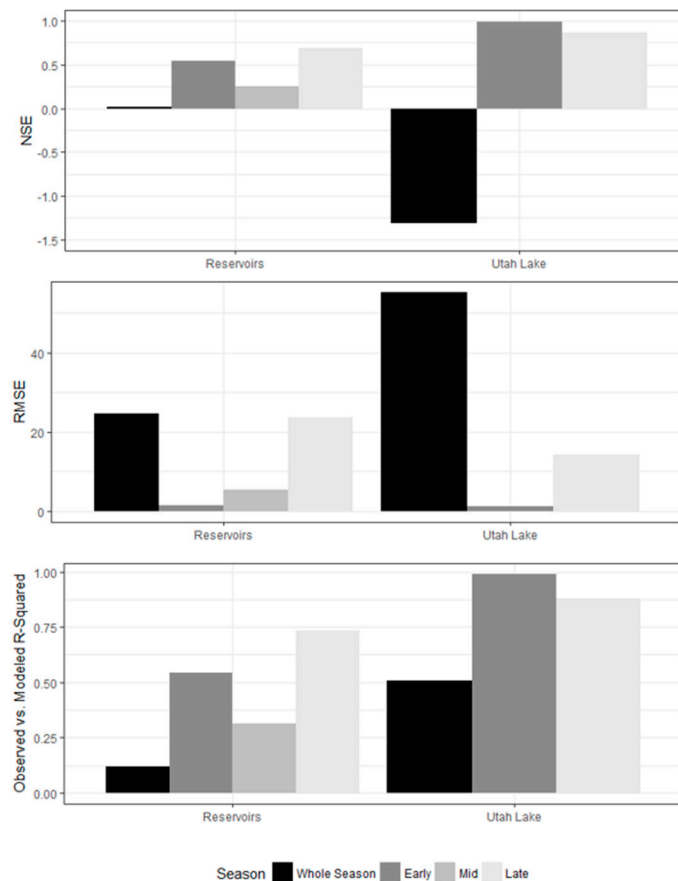 1.0
0.5
0.0
-0.5
-1.0
-1.5
NSE
Reservoirs Utah Lake
40
20
0
RMSE
Reservoirs Utah Lake
1.00
0.75
0.50
0.25
0.00
Observed vs. Modeled R-Squared
Reservoirs Utah Lake
Season Whole Season Early Mid Late